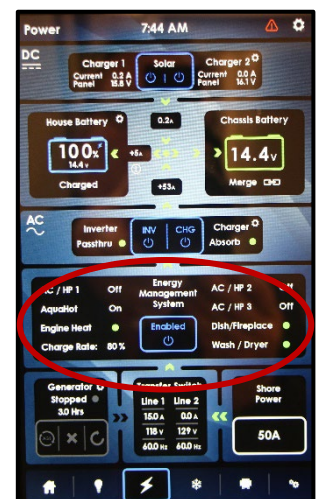 Power 7:44 AM
DC
Charger 1 Solar Charger 2
Current 0.2 A Current 0.0 A
Panel 15.8 V Panel 16.1 V
House Battery 0.2A Chassis Battery
100% +5A 14.4V
14.4v
Charged +53A Merge
AC
Inverter INV CHG Charger
Passthru Absorb
AC / HP 1 Off Energy Management System AC / HP 2 Off
AquaHot On AC / HP 3 Off
Engine Heat Enabled Dish/Fireplace
Charge Rate: 80% Wash / Dryer
Generator Transfer Switch Shore Power
Stopped Line 1 Line 2
3.0 Hrs 15.0 A 0.0 A
118 V 129 V 50A
60.0 Hz 60.0 Hz